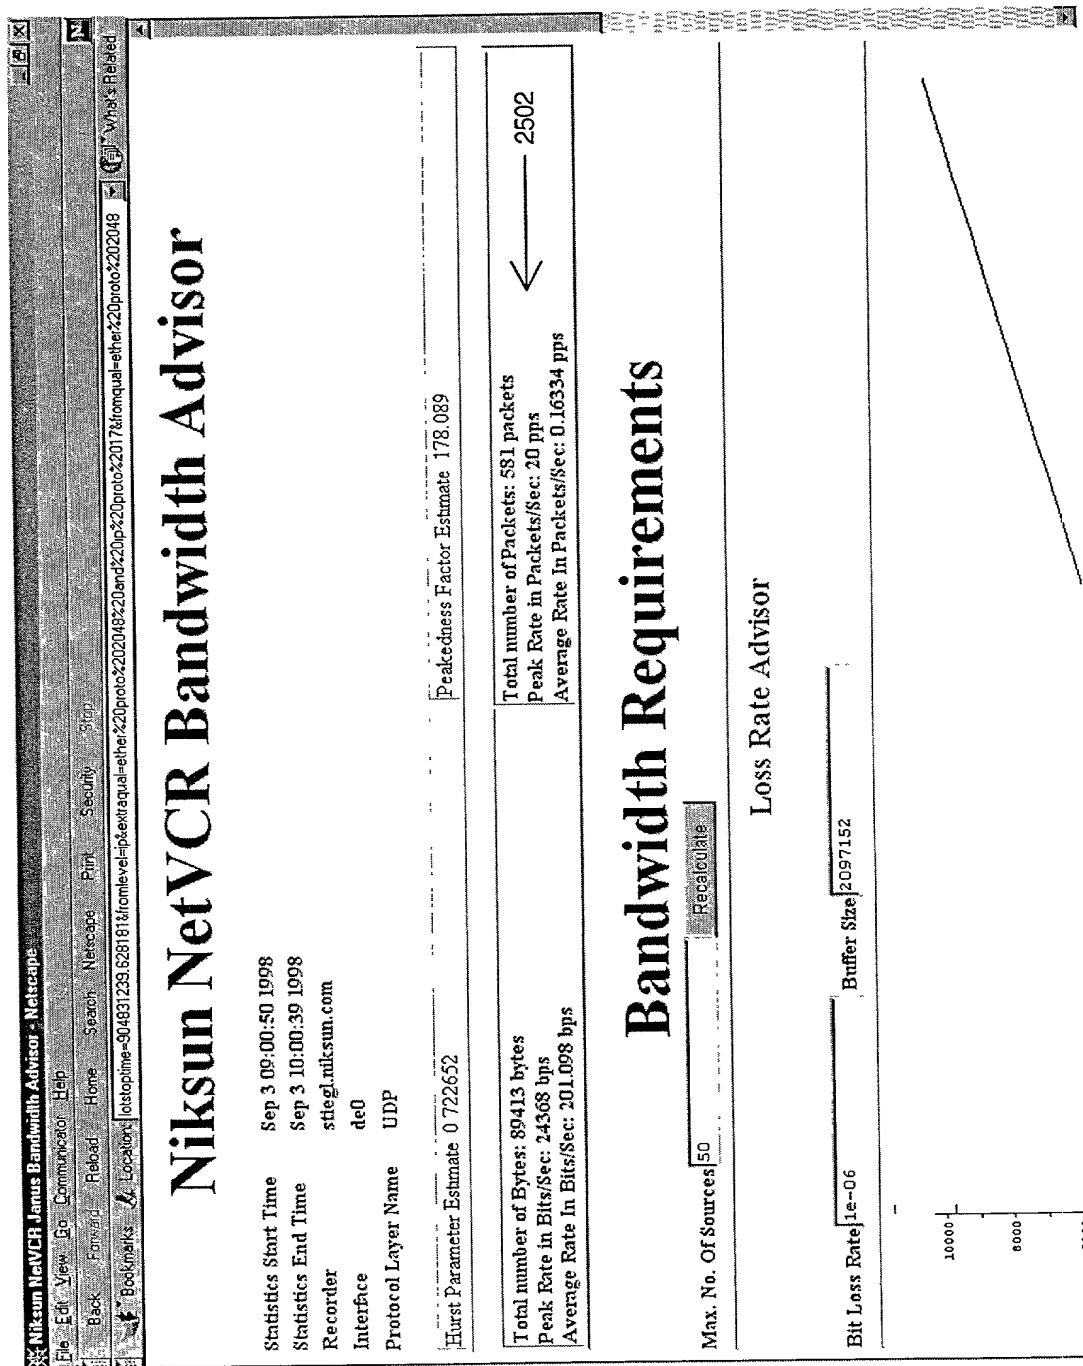 Niksun NetVCR Janus Bandwidth Advisor - Netscape
File Edit View Go Communicator Help
Back Forward Reload Home Search Netscape Print Security Stop
Bookmarks Location: lotstoptime=904831239.628181&fromlevel=ip&extraqual=ether%20proto%202048%20and%20ip%20proto%2017&fromqual=ether%20proto%202048 What's Related
Niksun NetVCR Bandwidth Advisor
Statistics Start Time Sep 3 09:00:50 1998
Statistics End Time Sep 3 10:00:39 1998
Recorder stiegl.niksun.com
Interface de0
Protocol Layer Name UDP
Hurst Parameter Estimate 0 722652 Peakedness Factor Estimate 178.089
Total number of Bytes: 89413 bytes Total number of Packets: 581 packets
Peak Rate in Bits/Sec: 24368 bps Peak Rate in Packets/Sec: 20 pps
Average Rate In Bits/Sec: 201.098 bps Average Rate In Packets/Sec: 0.16334 pps
2502
Bandwidth Requirements
Max. No. Of Sources 50 Recalculate
Loss Rate Advisor
Bit Loss Rate 1e-06 Buffer Size 2097152
10000
8000